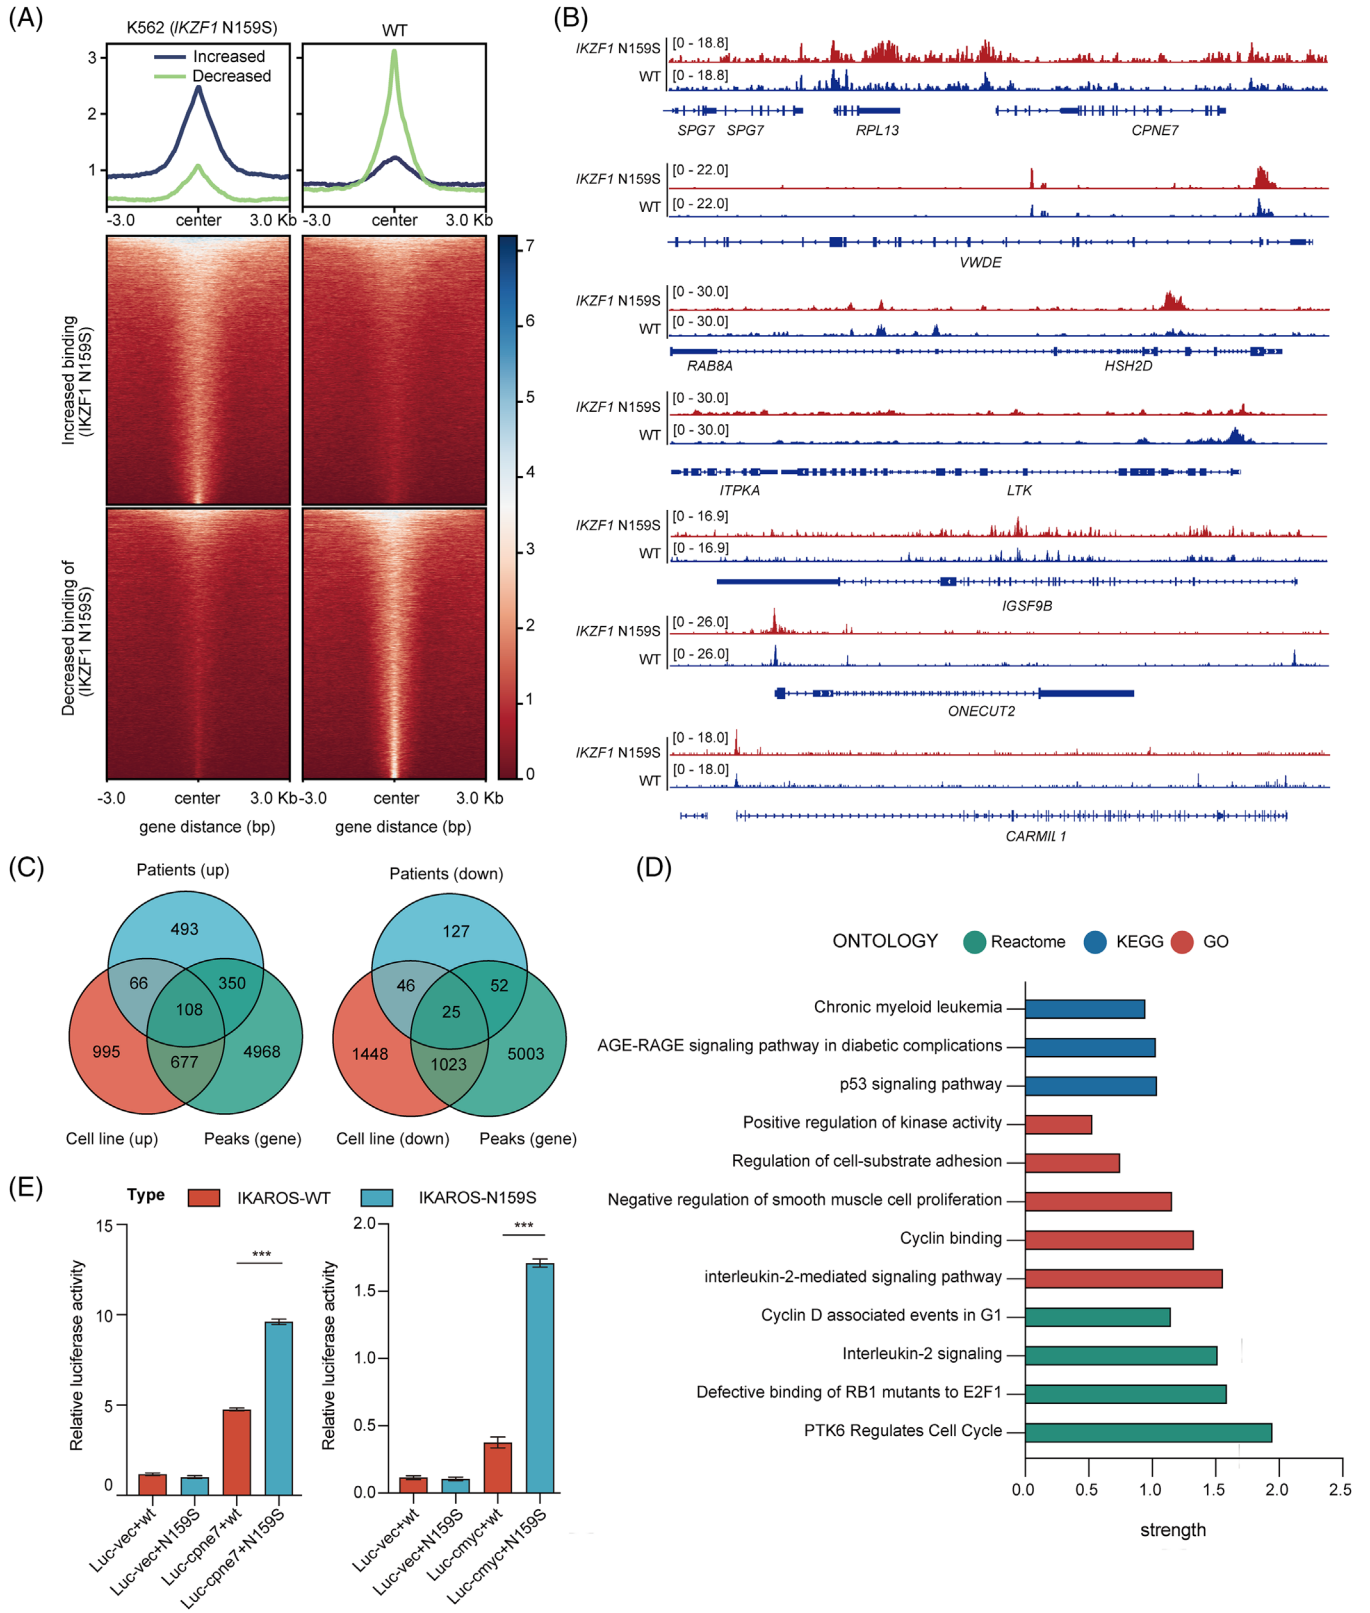 (A)
K562 (IKZF1 N159S)
WT
Increased
Decreased
3
2
1
-3.0
center
3.0 Kb
-3.0
center
3.0 Kb
Increased binding
(IKZF1 N159S)
Decreased binding of
(IKZF1 N159S)
7
6
5
4
3
2
1
0
-3.0
center
3.0 Kb
-3.0
center
3.0 Kb
gene distance (bp)
gene distance (bp)
(B)
IKZF1 N159S
[0 - 18.8]
WT
[0 - 18.8]
SPG7
SPG7
RPL13
CPNE7
IKZF1 N159S
[0 - 22.0]
WT
[0 - 22.0]
VWDE
IKZF1 N159S
[0 - 30.0]
WT
[0 - 30.0]
RAB8A
HSH2D
IKZF1 N159S
[0 - 30.0]
WT
[0 - 30.0]
ITPKA
LTK
IKZF1 N159S
[0 - 16.9]
WT
[0 - 16.9]
IGSF9B
IKZF1 N159S
[0 - 26.0]
WT
[0 - 26.0]
ONECUT2
IKZF1 N159S
[0 - 18.0]
WT
[0 - 18.0]
CARMIL1
(C)
Patients (up)
493
66
350
108
995
677
4968
Cell line (up)
Peaks (gene)
Patients (down)
127
46
52
25
1448
1023
5003
Cell line (down)
Peaks (gene)
(D)
ONTOLOGY
Reactome
KEGG
GO
Chronic myeloid leukemia
AGE-RAGE signaling pathway in diabetic complications
p53 signaling pathway
Positive regulation of kinase activity
Regulation of cell-substrate adhesion
Negative regulation of smooth muscle cell proliferation
Cyclin binding
interleukin-2-mediated signaling pathway
Cyclin D associated events in G1
Interleukin-2 signaling
Defective binding of RB1 mutants to E2F1
PTK6 Regulates Cell Cycle
0.0
0.5
1.0
1.5
2.0
2.5
strength
(E)
Type
IKAROS-WT
IKAROS-N159S
Relative luciferase activity
15
10
5
0
***
Luc-vec+wt
Luc-vec+N159S
Luc-cpne7+wt
Luc-cpne7+N159S
Relative luciferase activity
2.0
1.5
1.0
0.5
0.0
***
Luc-vec+wt
Luc-vec+N159S
Luc-cmyc+wt
Luc-cmyc+N159S